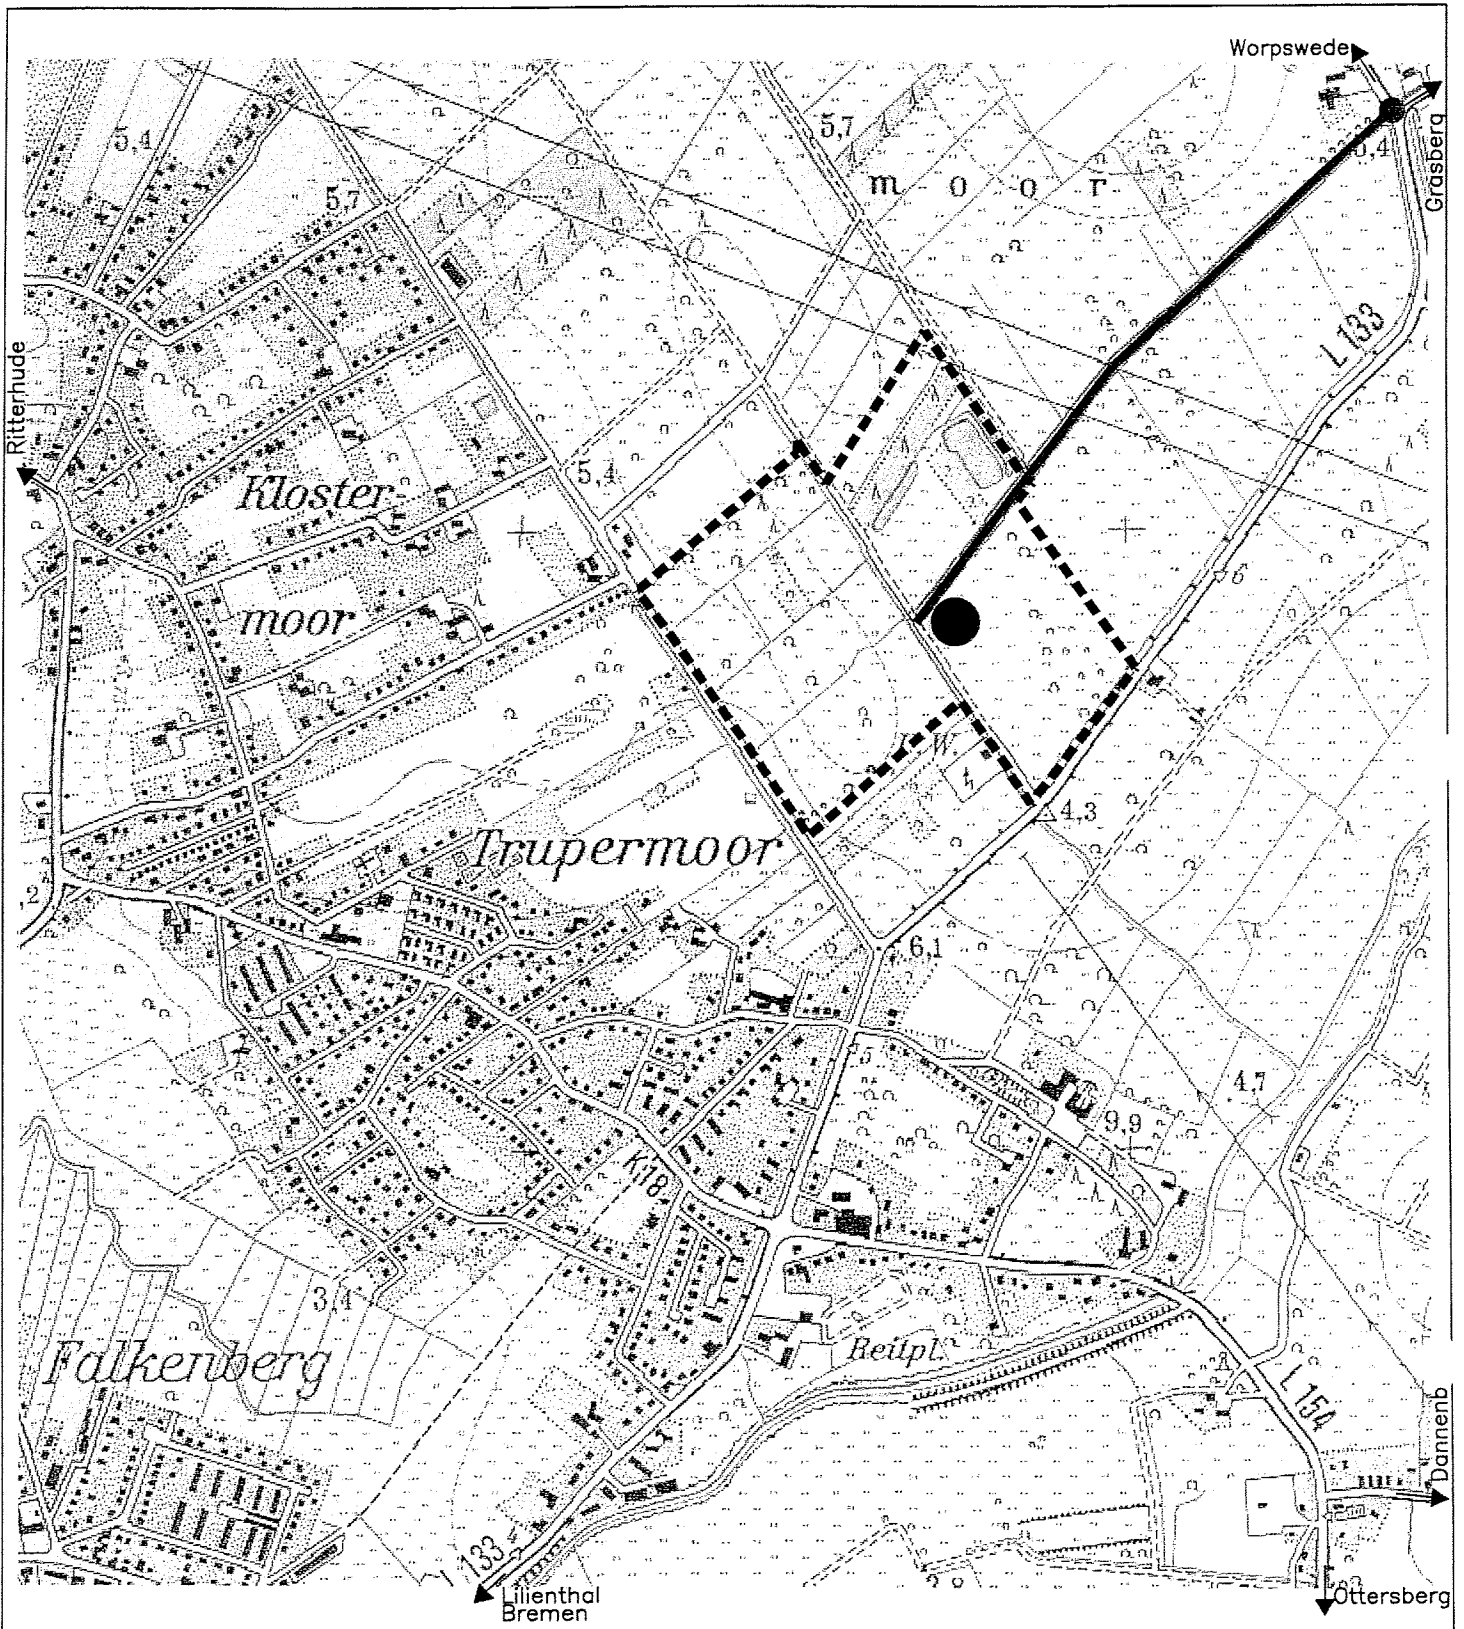 Worpswede
Grasberg
5,4
5,7
5,7
m o o r
L 133
Ritterhude
5,4
Kloster-
moor
6
W.
4,3
Trupermoor
6,1
5
4,7
9,9
K18
3,4
Falkenberg
Reitpl.
L 154
Dannenb
133
2,8
Lilienthal
Bremen
Ottersberg